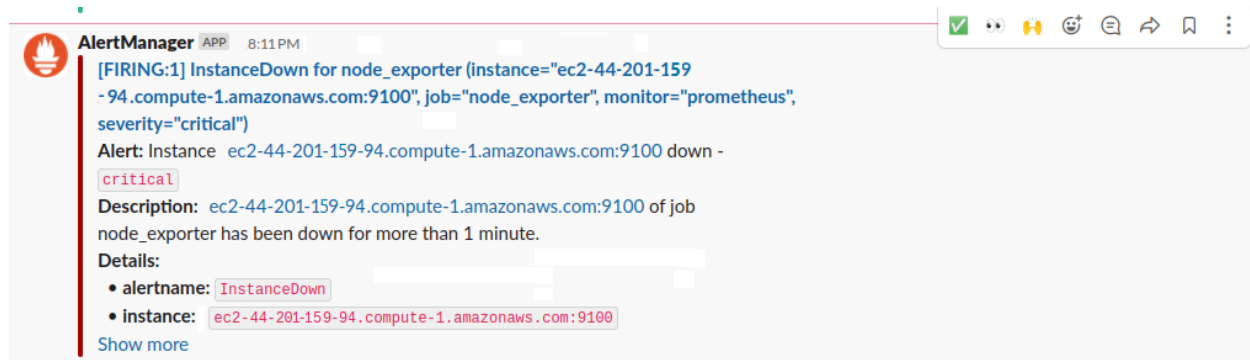 AlertManager APP 8:11 PM
[FIRING:1] InstanceDown for node_exporter (instance="ec2-44-201-159
-94.compute-1.amazonaws.com:9100", job="node_exporter", monitor="prometheus",
severity="critical")
Alert: Instance ec2-44-201-159-94.compute-1.amazonaws.com:9100 down -
critical
Description: ec2-44-201-159-94.compute-1.amazonaws.com:9100 of job
node_exporter has been down for more than 1 minute.
Details:
• alertname: InstanceDown
• instance: ec2-44-201-159-94.compute-1.amazonaws.com:9100
Show more